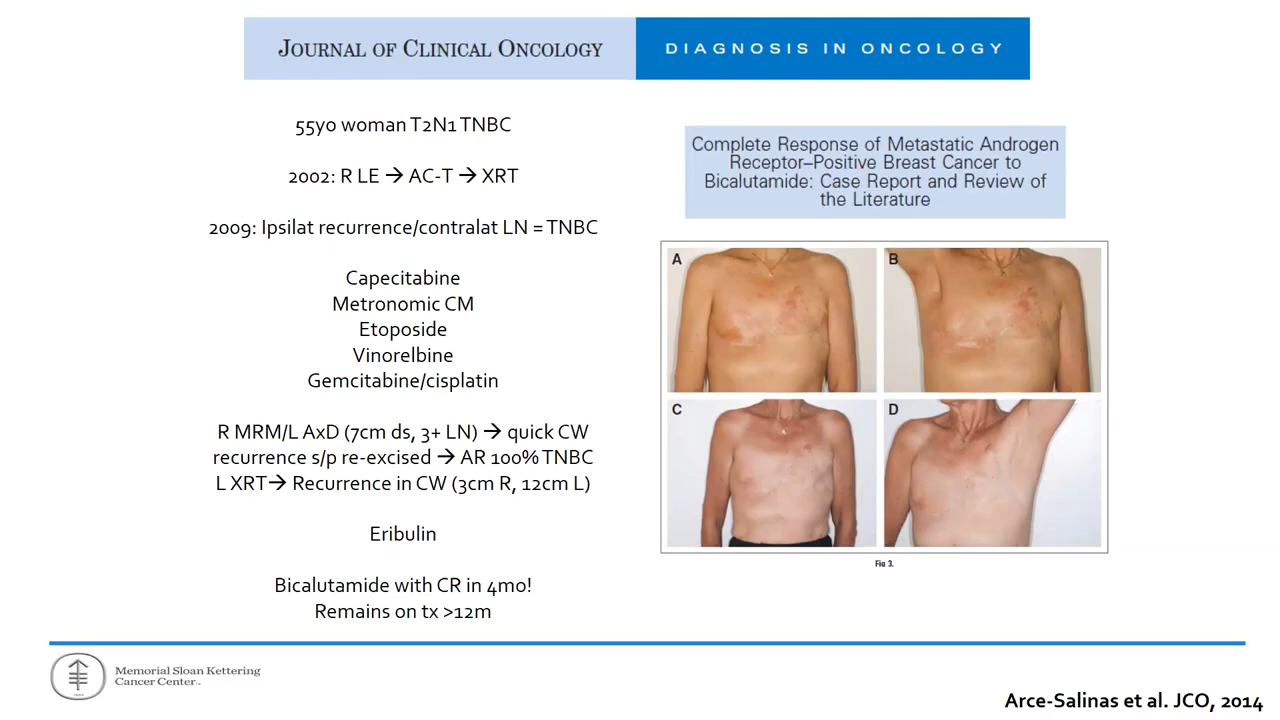 JOURNAL OF CLINICAL ONCOLOGY
DIAGNOSIS IN ONCOLOGY
55yo woman T2N1 TNBC
2002: R LE → AC-T → XRT
2009: Ipsilat recurrence/contralat LN = TNBC
Capecitabine
Metronomic CM
Etoposide
Vinorelbine
Gemcitabine/cisplatin
R MRM/L AxD (7cm ds, 3+ LN) → quick CW
recurrence s/p re-excised → AR 100% TNBC
L XRT→ Recurrence in CW (3cm R, 12cm L)
Eribulin
Bicalutamide with CR in 4mo!
Remains on tx >12m
Complete Response of Metastatic Androgen
Receptor–Positive Breast Cancer to
Bicalutamide: Case Report and Review of
the Literature
A
B
C
D
Fig 3.
Memorial Sloan Kettering
Cancer Center™
Arce-Salinas et al. JCO, 2014